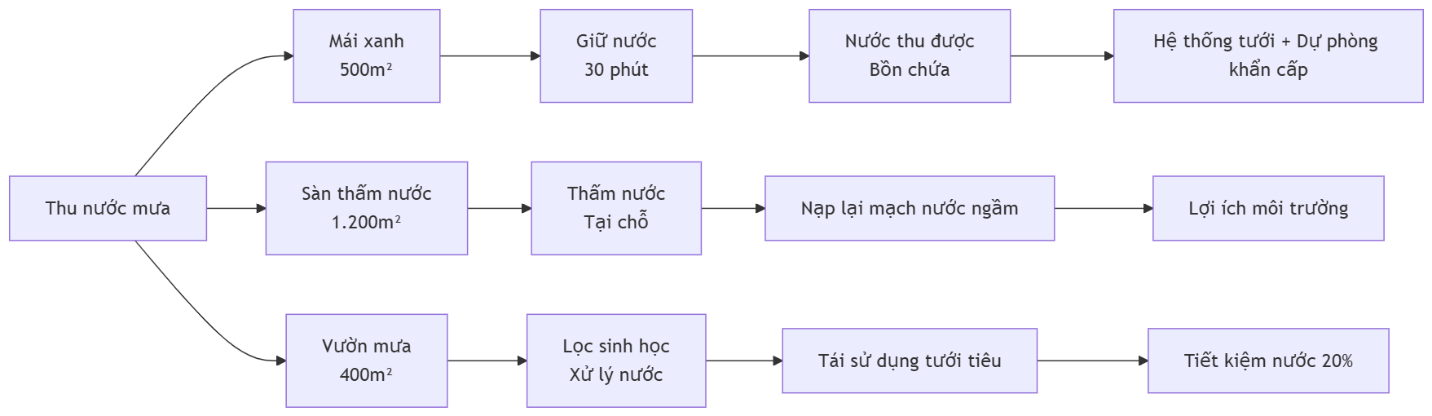 Mái xanh
500m²
Giữ nước
30 phút
Nước thu được
Bồn chứa
Hệ thống tưới + Dự phòng
khẩn cấp
Thu nước mưa
Sàn thấm nước
1.200m²
Thấm nước
Tại chỗ
Nạp lại mạch nước ngầm
Lợi ích môi trường
Vườn mưa
400m²
Lọc sinh học
Xử lý nước
Tái sử dụng tưới tiêu
Tiết kiệm nước 20%